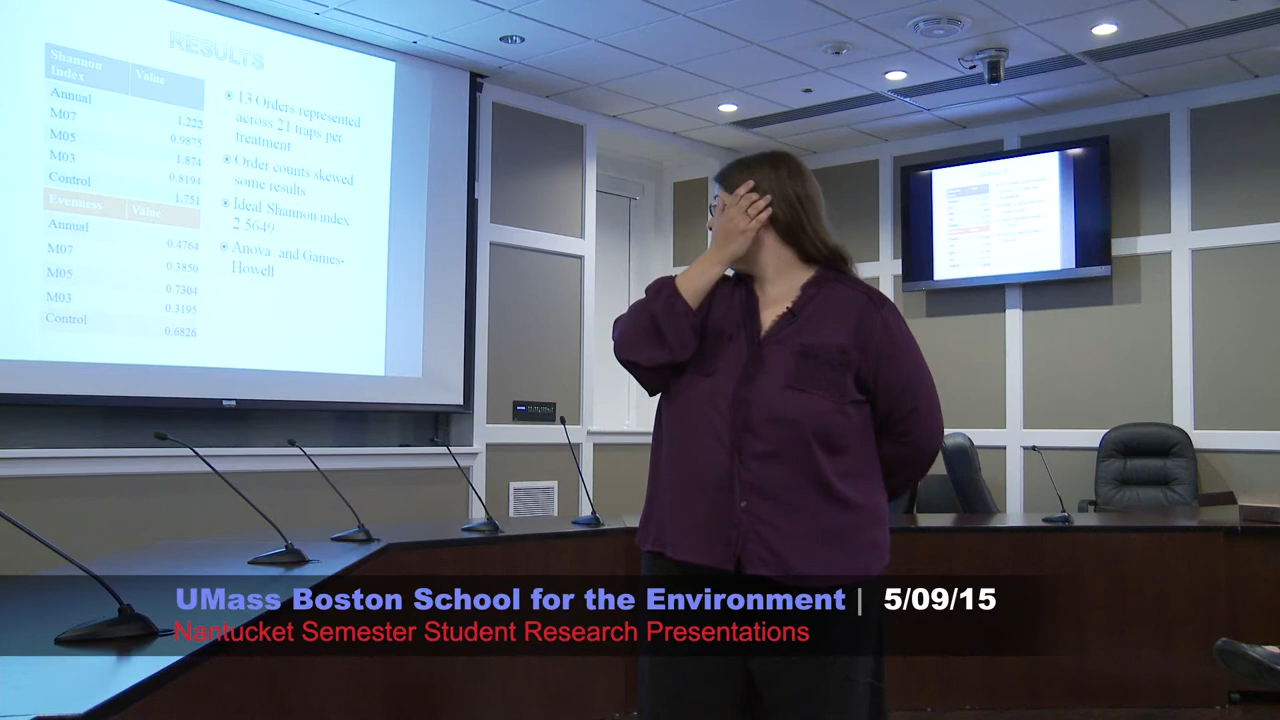 RESULTS
Shannon Index Value
Annual
M07 1.222
M05 0.9875
M03 1.874
Control 0.8194
1.751
Evenness Value
Annual 0.4764
M07 0.3850
M05 0.7304
M03 0.3195
Control 0.6826
13 Orders represented
across 21 traps per
treatment
Order counts skewed
some results
Ideal Shannon index
2.5649
Anova and Games-
Howell
UMass Boston School for the Environment | 5/09/15
Nantucket Semester Student Research Presentations